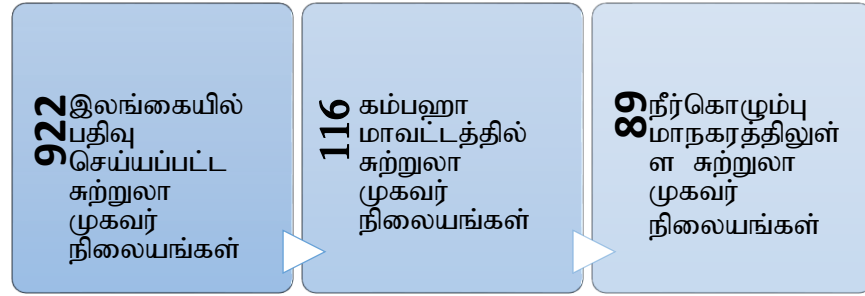 922
இலங்கையில்
பதிவு
செய்யப்பட்ட
சுற்றுலா
முகவர்
நிலையங்கள்
116
கம்பஹா
மாவட்டத்தில்
சுற்றுலா
முகவர்
நிலையங்கள்
89
நீர்கொழும்பு
மாநகரத்திலுள்
ள சுற்றுலா
முகவர்
நிலையங்கள்